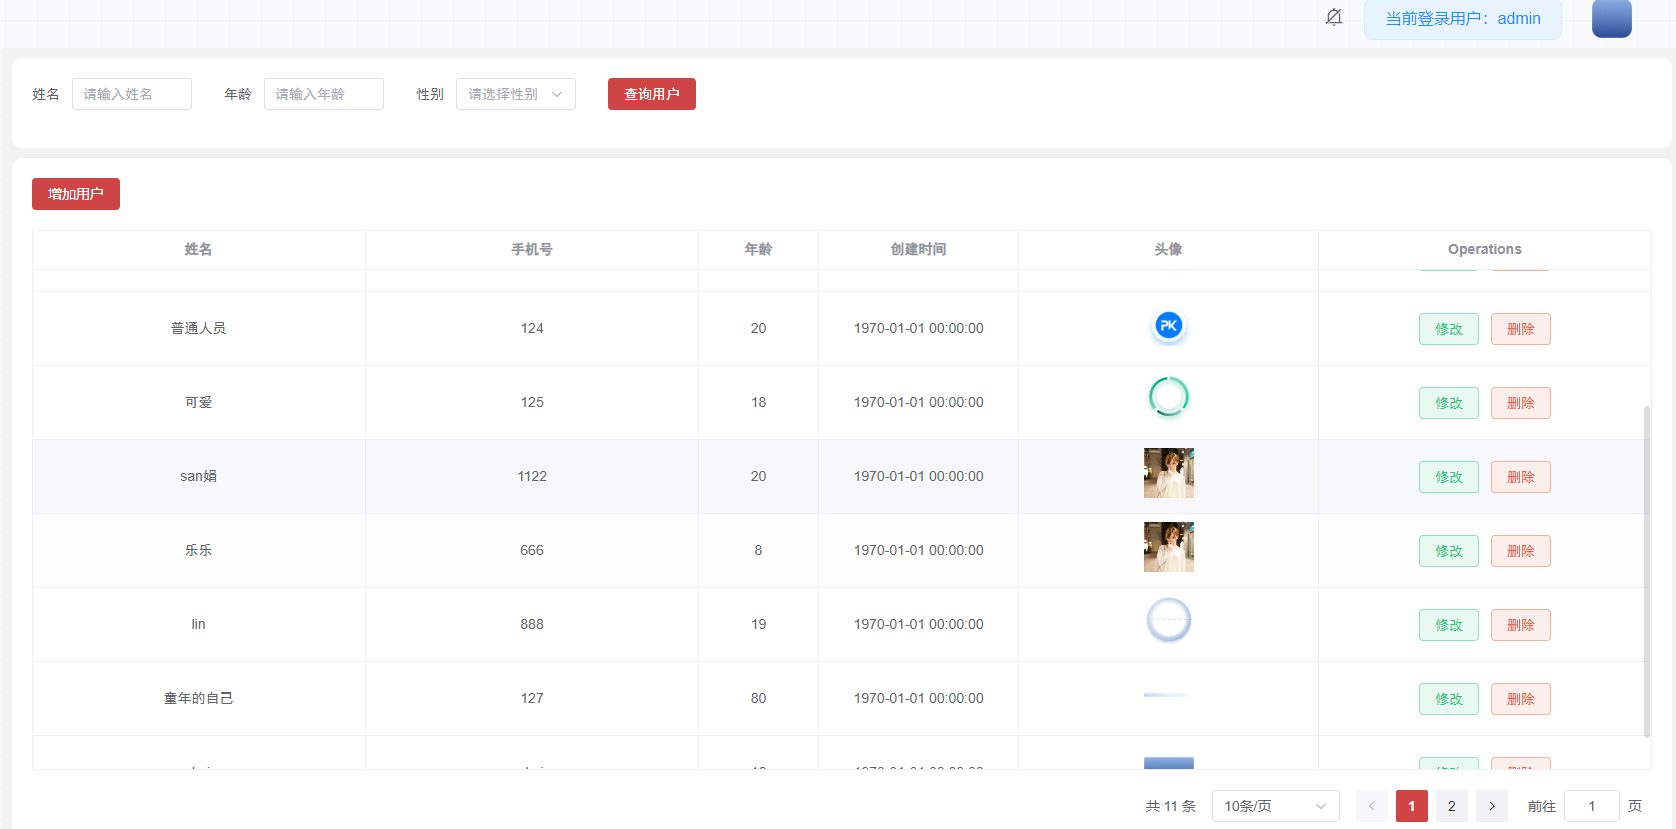 当前登录用户：admin
姓名 请输入姓名 年龄 请输入年龄 性别 请选择性别 查询用户
增加用户
姓名 手机号 年龄 创建时间 头像 Operations
普通人员 124 20 1970-01-01 00:00:00 PK 修改 删除
可爱 125 18 1970-01-01 00:00:00 修改 删除
san娟 1122 20 1970-01-01 00:00:00 修改 删除
乐乐 666 8 1970-01-01 00:00:00 修改 删除
lin 888 19 1970-01-01 00:00:00 修改 删除
童年的自己 127 80 1970-01-01 00:00:00 修改 删除
共 11 条 10条/页 1 2 前往 1 页